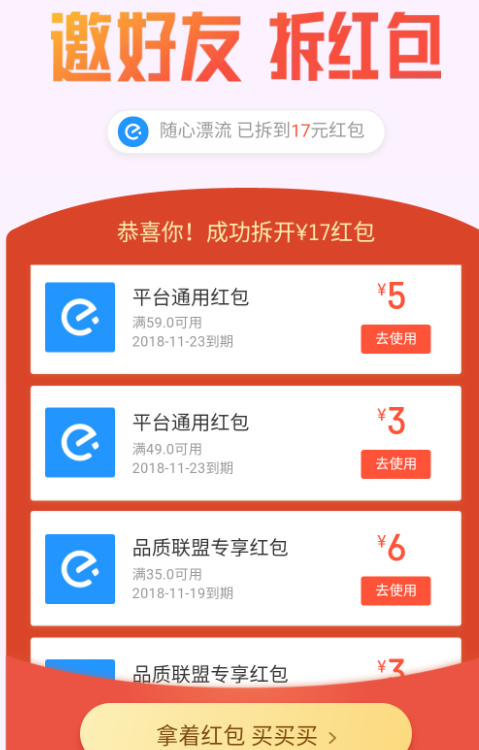 邀好友 拆红包
随心漂流 已拆到17元红包
恭喜你！成功拆开¥17红包
平台通用红包
¥5
满59.0可用
2018-11-23到期
去使用
平台通用红包
¥3
满49.0可用
2018-11-23到期
去使用
品质联盟专享红包
¥6
满35.0可用
2018-11-19到期
去使用
品质联盟专享红包
¥3
拿着红包 买买买 >